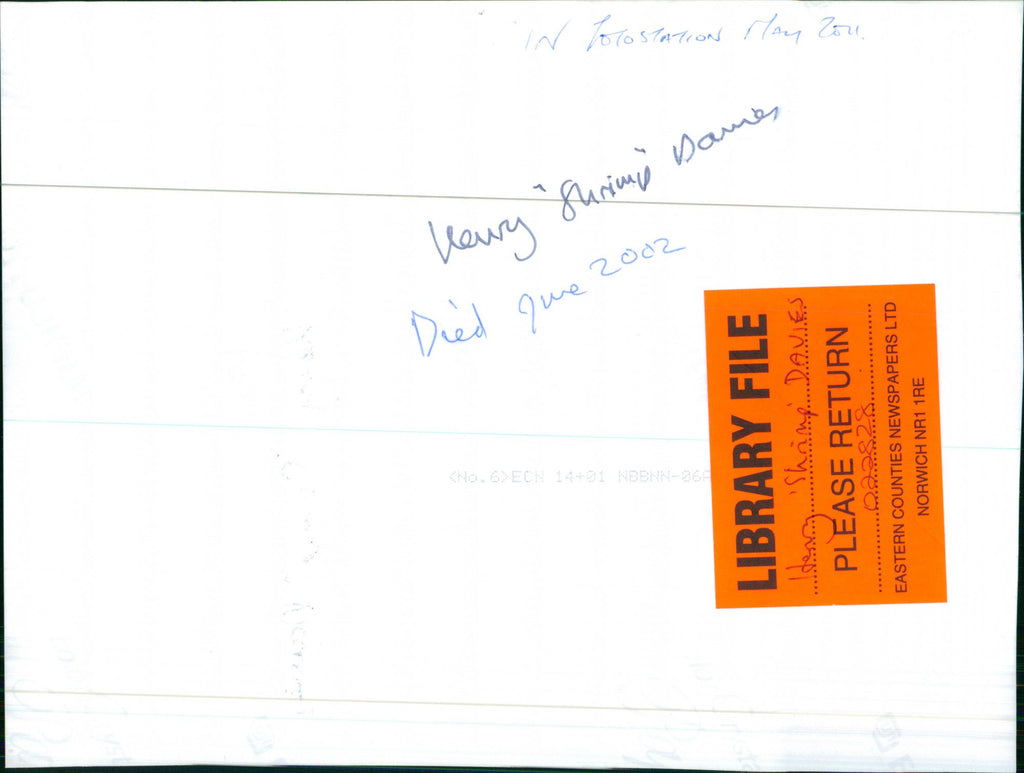 IN FOTOSTATION MAY 2011.
Henry "Shrimp" Davies
Died June 2002
LIBRARY FILE
Henry 'Shrimp' DAVIES
PLEASE RETURN
022828
EASTERN COUNTIES NEWSPAPERS LTD
NORWICH NR1 1RE
<No.6>ECN 14+01 NBBNN-06A